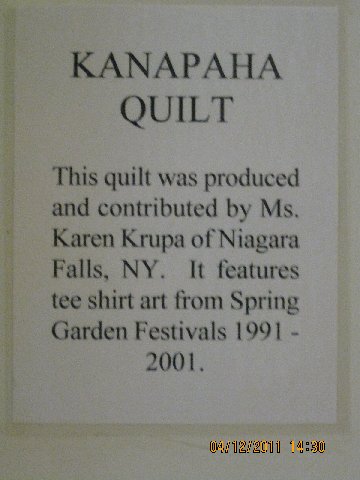 KANAPAHA
QUILT
This quilt was produced
and contributed by Ms.
Karen Krupa of Niagara
Falls, NY. It features
tee shirt art from Spring
Garden Festivals 1991 -
2001.
04/12/2011 14:30